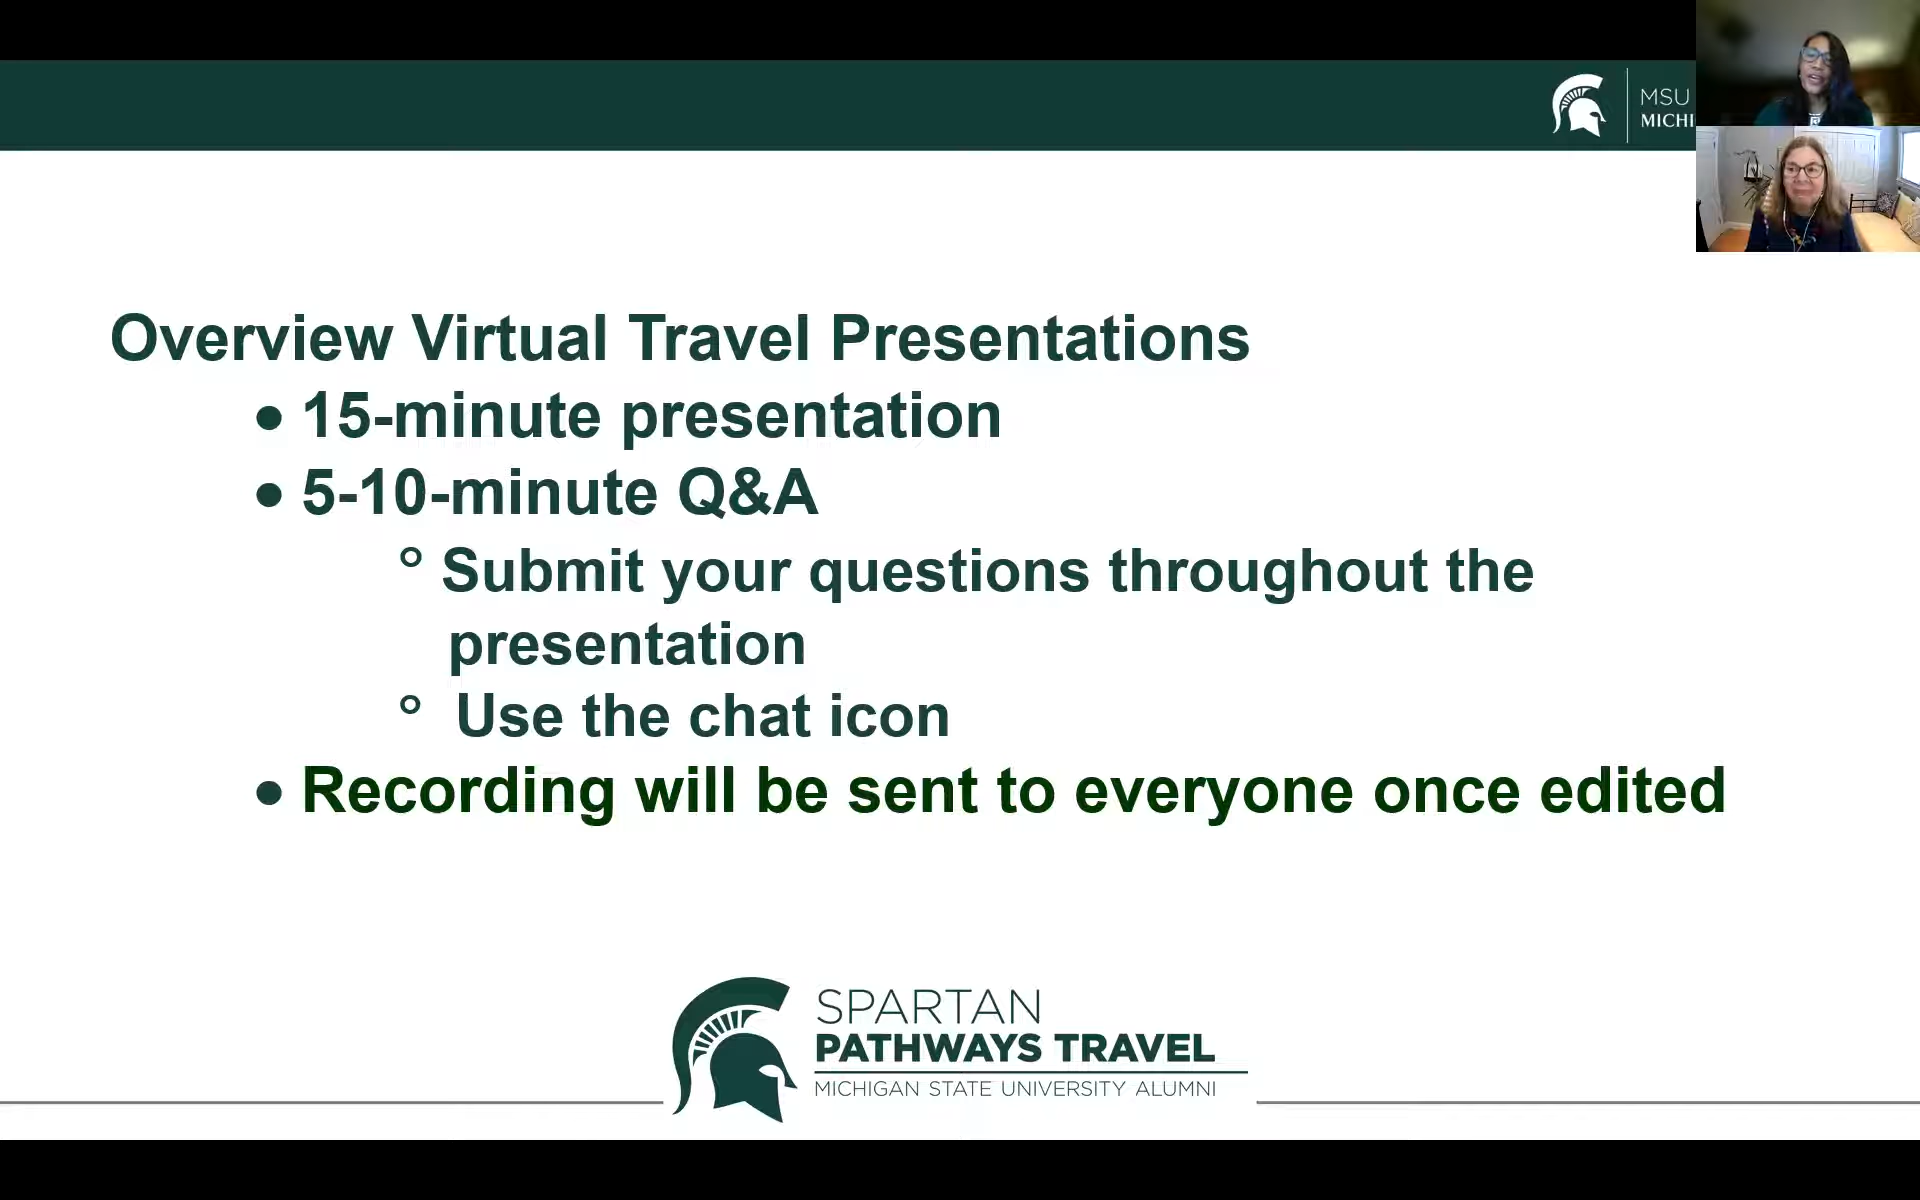 MSU
MICHI
Overview Virtual Travel Presentations
• 15-minute presentation
• 5-10-minute Q&A
° Submit your questions throughout the
presentation
° Use the chat icon
• Recording will be sent to everyone once edited
SPARTAN
PATHWAYS TRAVEL
MICHIGAN STATE UNIVERSITY ALUMNI